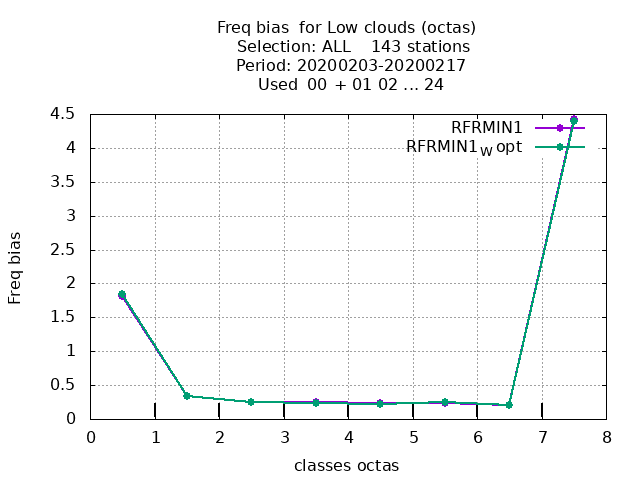 Freq bias  for Low clouds (octas)
Selection: ALL    143 stations
Period: 20200203-20200217
Used  00  + 01 02 ... 24
RFRMIN1
RFRMIN1W opt
4.5
4
3.5
3
2.5
2
1.5
1
0.5
0
Freq bias
0 1 2 3 4 5 6 7 8
classes octas